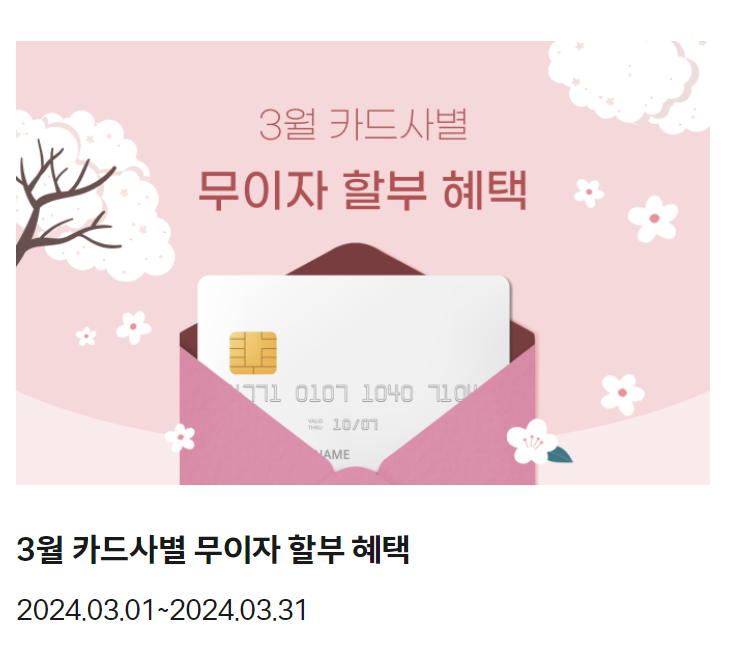 3월 카드사별
무이자 할부 혜택
1771 0107 1040 7104
VALID THRU 10/07
NAME
3월 카드사별 무이자 할부 혜택
2024.03.01~2024.03.31